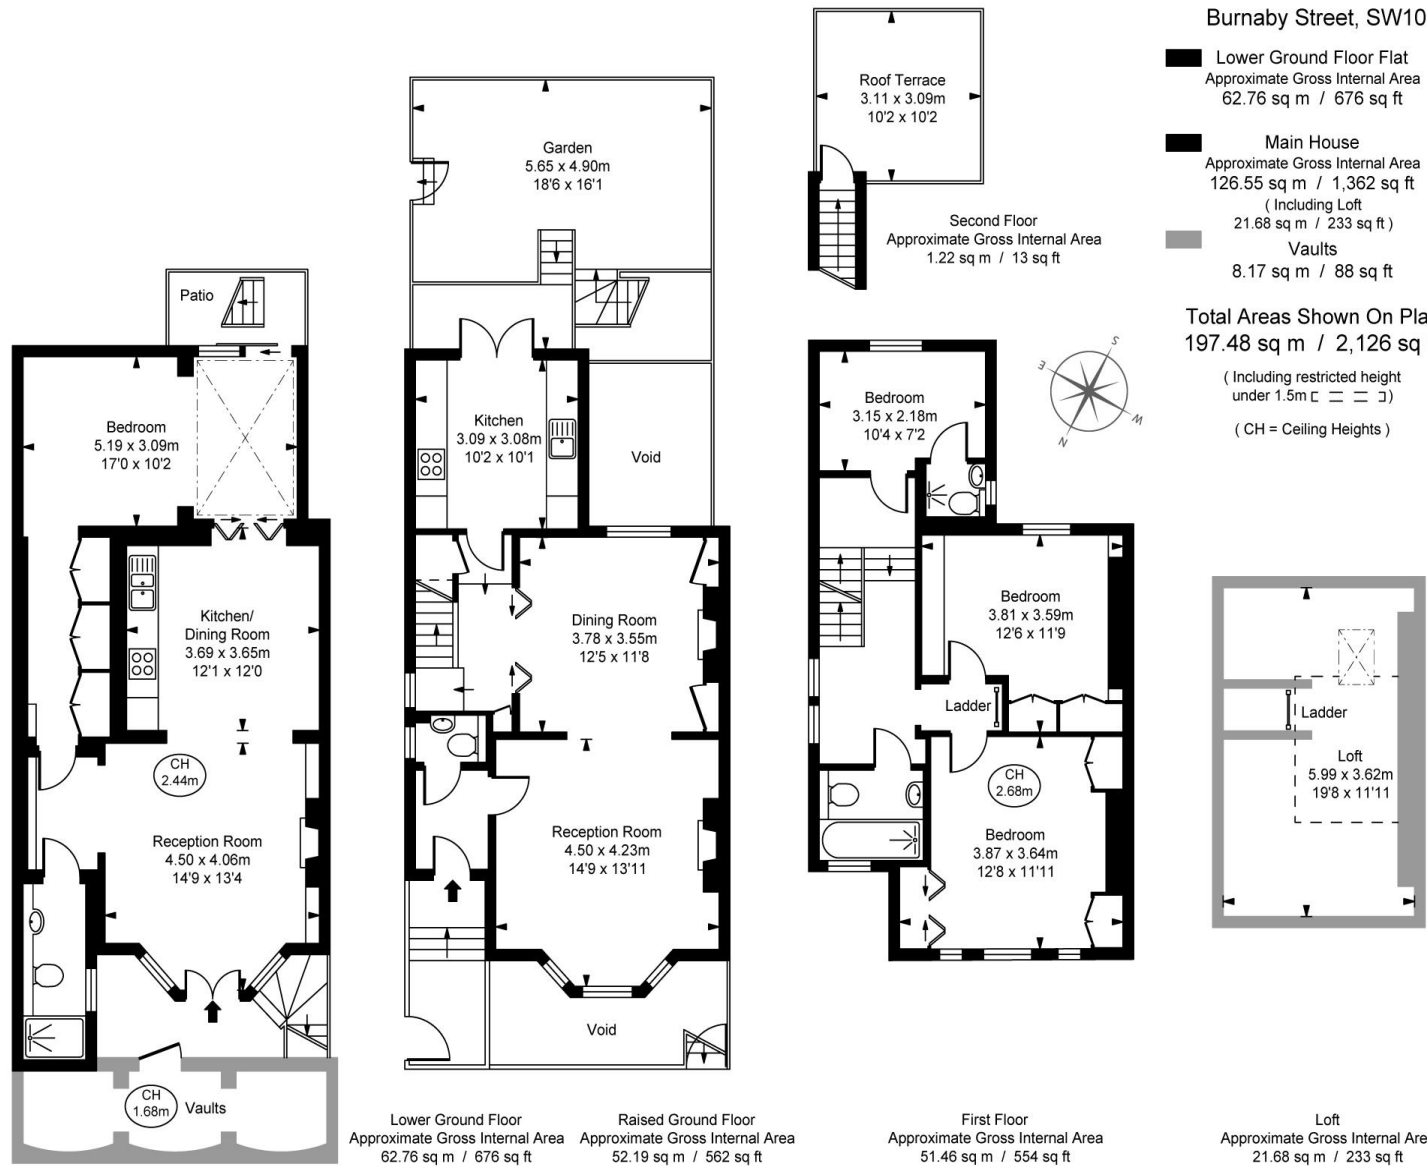 Burnaby Street, SW10
Lower Ground Floor Flat
Approximate Gross Internal Area
62.76 sq m / 676 sq ft
Main House
Approximate Gross Internal Area
126.55 sq m / 1,362 sq ft
( Including Loft
21.68 sq m / 233 sq ft )
Vaults
8.17 sq m / 88 sq ft
Total Areas Shown On Pla
197.48 sq m / 2,126 sq
( Including restricted height
under 1.5m )
( CH = Ceiling Heights )
S
E
W
N
Patio
Bedroom
5.19 x 3.09m
17'0 x 10'2
Kitchen/
Dining Room
3.69 x 3.65m
12'1 x 12'0
CH
2.44m
Reception Room
4.50 x 4.06m
14'9 x 13'4
CH
1.68m
Vaults
Lower Ground Floor
Approximate Gross Internal Area
62.76 sq m / 676 sq ft
Garden
5.65 x 4.90m
18'6 x 16'1
Kitchen
3.09 x 3.08m
10'2 x 10'1
Void
Dining Room
3.78 x 3.55m
12'5 x 11'8
Reception Room
4.50 x 4.23m
14'9 x 13'11
Void
Raised Ground Floor
Approximate Gross Internal Area
52.19 sq m / 562 sq ft
Roof Terrace
3.11 x 3.09m
10'2 x 10'2
Second Floor
Approximate Gross Internal Area
1.22 sq m / 13 sq ft
Bedroom
3.15 x 2.18m
10'4 x 7'2
Bedroom
3.81 x 3.59m
12'6 x 11'9
Ladder
CH
2.68m
Bedroom
3.87 x 3.64m
12'8 x 11'11
First Floor
Approximate Gross Internal Area
51.46 sq m / 554 sq ft
Ladder
Loft
5.99 x 3.62m
19'8 x 11'11
Loft
Approximate Gross Internal Are
21.68 sq m / 233 sq ft